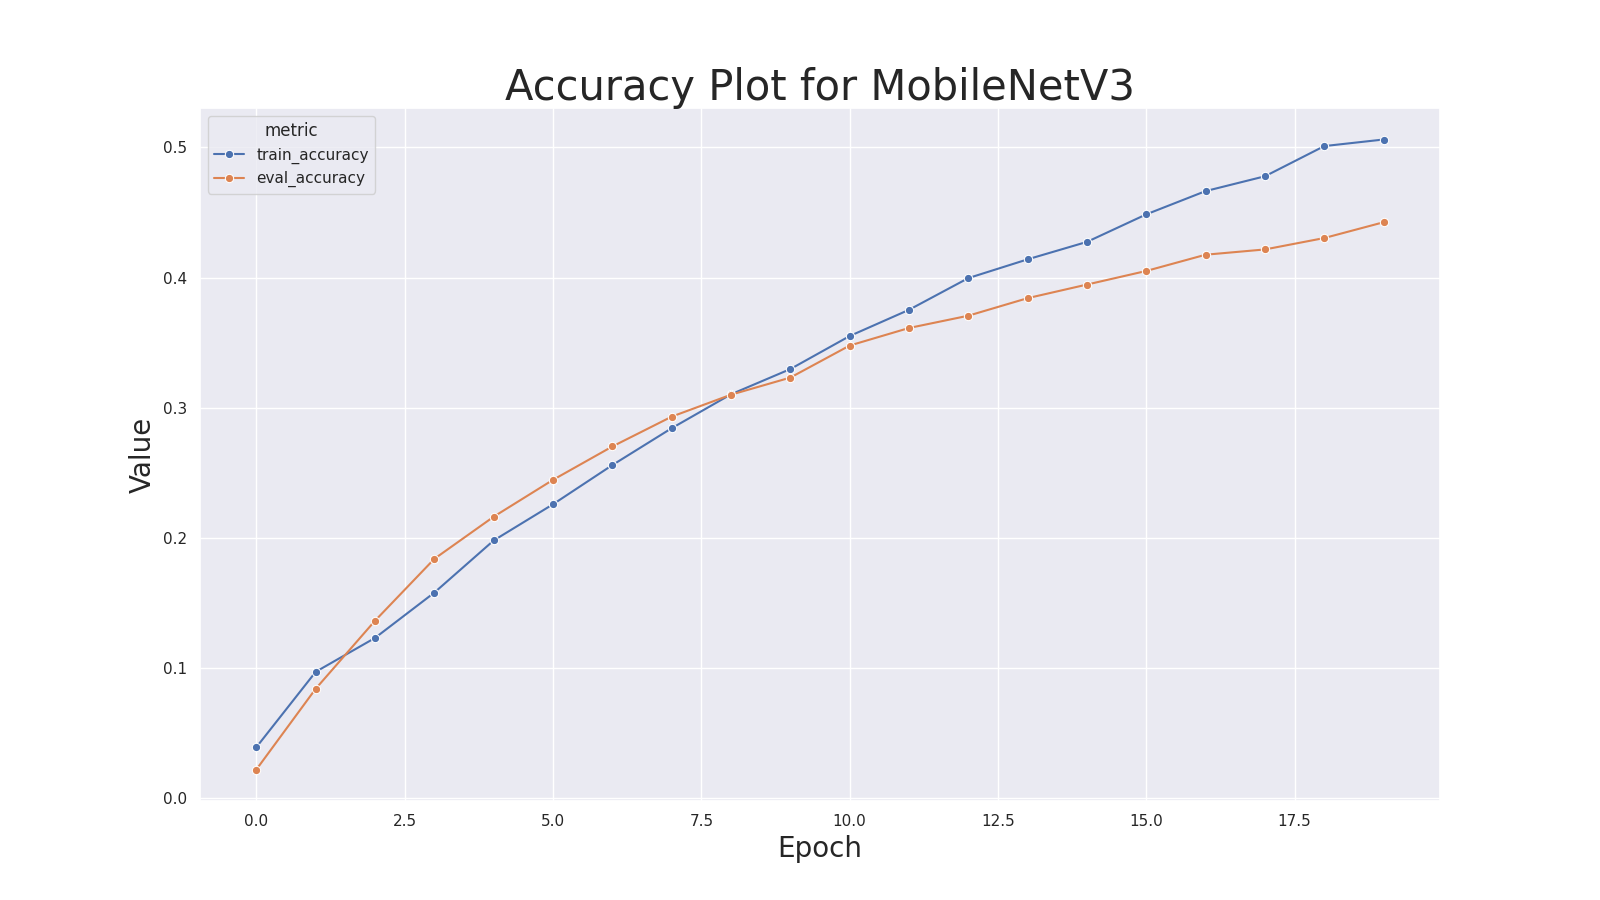 Accuracy Plot for MobileNetV3
metric
train_accuracy
eval_accuracy
0.5
0.4
0.3
0.2
0.1
0.0
Value
0.0 2.5 5.0 7.5 10.0 12.5 15.0 17.5
Epoch